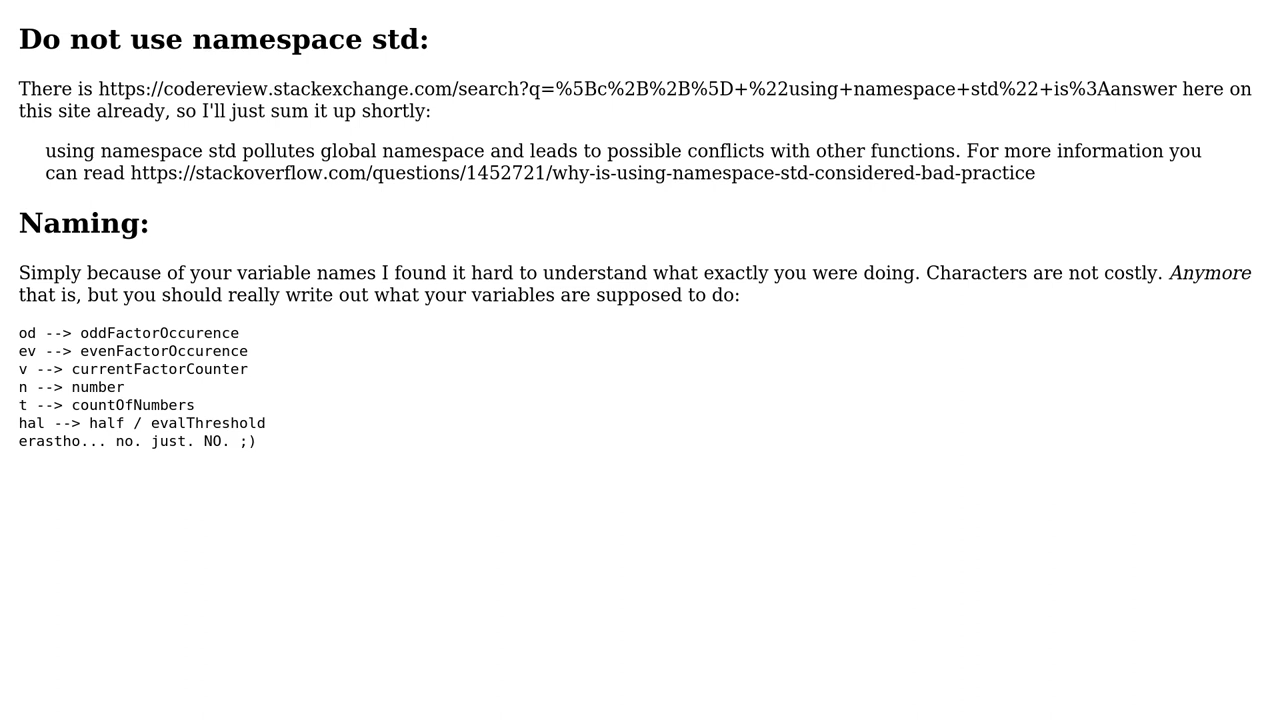 Do not use namespace std:
There is https://codereview.stackexchange.com/search?q=%5Bc%2B%2B%5D+%22using+namespace+std%22+is%3Aanswer here on
this site already, so I'll just sum it up shortly:
using namespace std pollutes global namespace and leads to possible conflicts with other functions. For more information you
can read https://stackoverflow.com/questions/1452721/why-is-using-namespace-std-considered-bad-practice
Naming:
Simply because of your variable names I found it hard to understand what exactly you were doing. Characters are not costly. Anymore
that is, but you should really write out what your variables are supposed to do:
od --> oddFactorOccurence
ev --> evenFactorOccurence
v --> currentFactorCounter
n --> number
t --> countOfNumbers
hal --> half / evalThreshold
erastho... no. just. NO. ;)